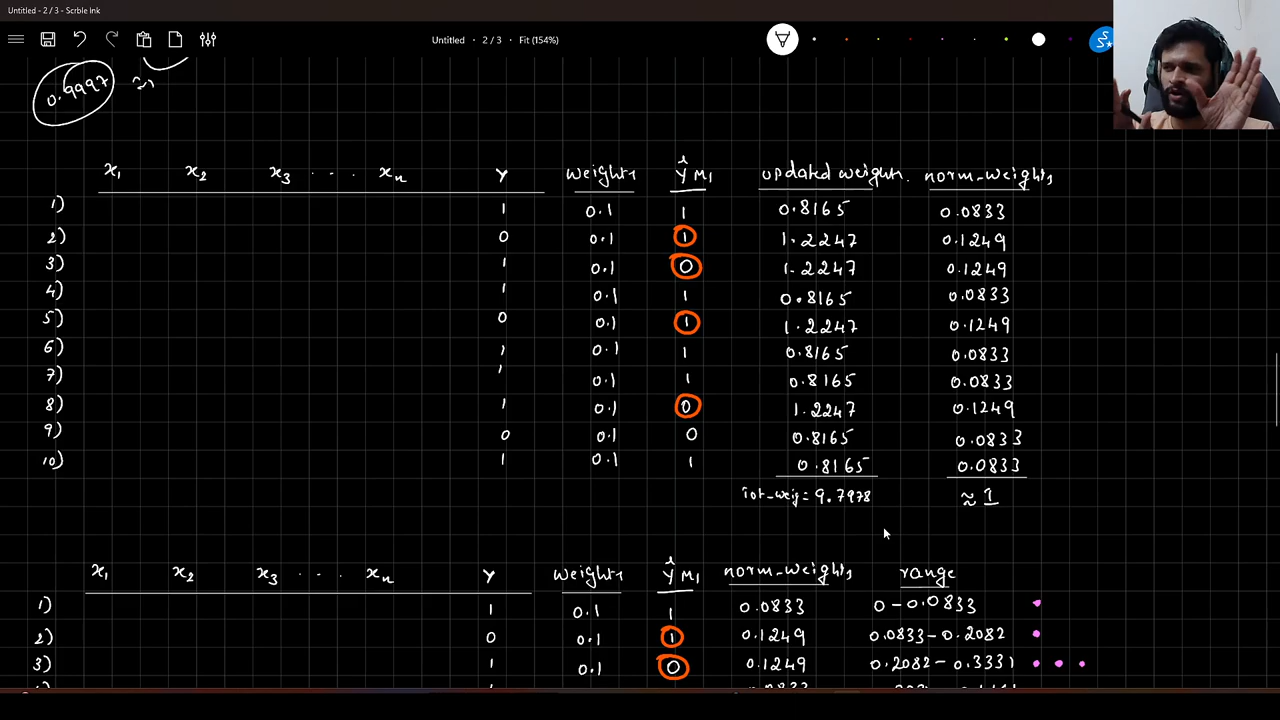 Untitled - 2 / 3 - Scrble Ink
Untitled • 2 / 3 • Fit (154%)
0.9997 ≈1
x1 x2 x3 ... xn Y weights ŷ M1 updated weights. norm_weights
1) 1 0.1 1 0.8165 0.0833
2) 0 0.1 1 1.2247 0.1249
3) 1 0.1 0 1.2247 0.1249
4) 1 0.1 1 0.8165 0.0833
5) 0 0.1 1 1.2247 0.1249
6) 1 0.1 1 0.8165 0.0833
7) 1 0.1 1 0.8165 0.0833
8) 1 0.1 0 1.2247 0.1249
9) 0 0.1 0 0.8165 0.0833
10) 1 0.1 1 0.8165 0.0833
Tot_weig = 9.7978 ≈ 1
x1 x2 x3 ... xn Y weights ŷ M1 norm_weights range
1) 1 0.1 1 0.0833 0 - 0.0833
2) 0 0.1 1 0.1249 0.0833 - 0.2082
3) 1 0.1 0 0.1249 0.2082 - 0.3331